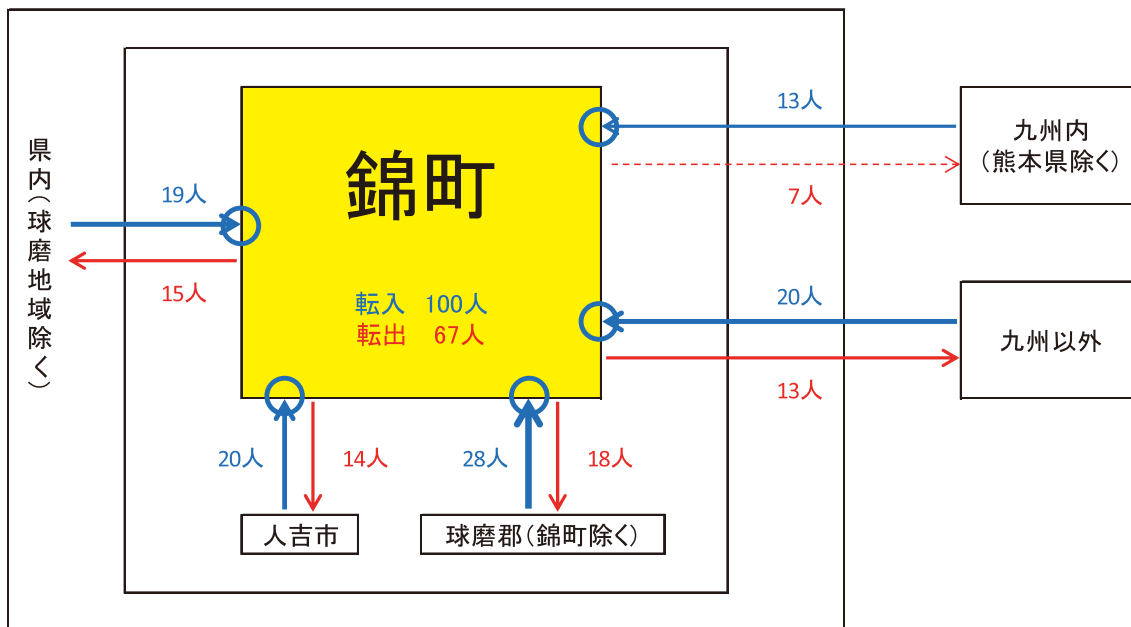 県内（球磨地域除く）
19人
15人
錦町
転入 100人
転出 67人
13人
7人
九州内
（熊本県除く）
20人
13人
九州以外
20人
14人
28人
18人
人吉市
球磨郡（錦町除く）